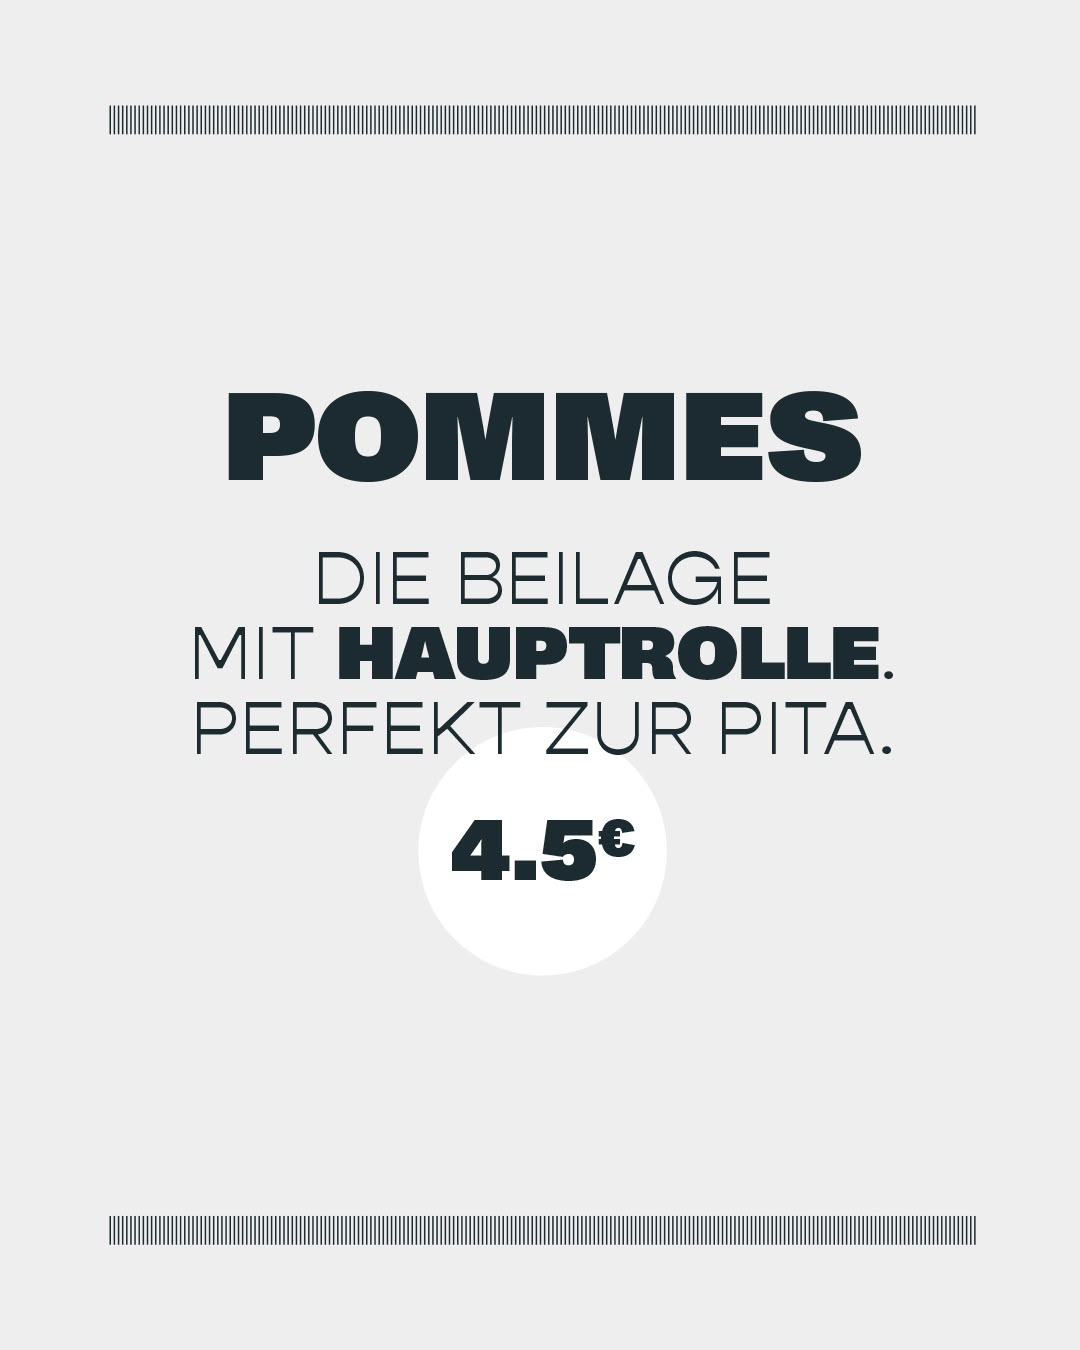 POMMES
DIE BEILAGE
MIT HAUPTROLLE.
PERFEKT ZUR PITA.
4.5€